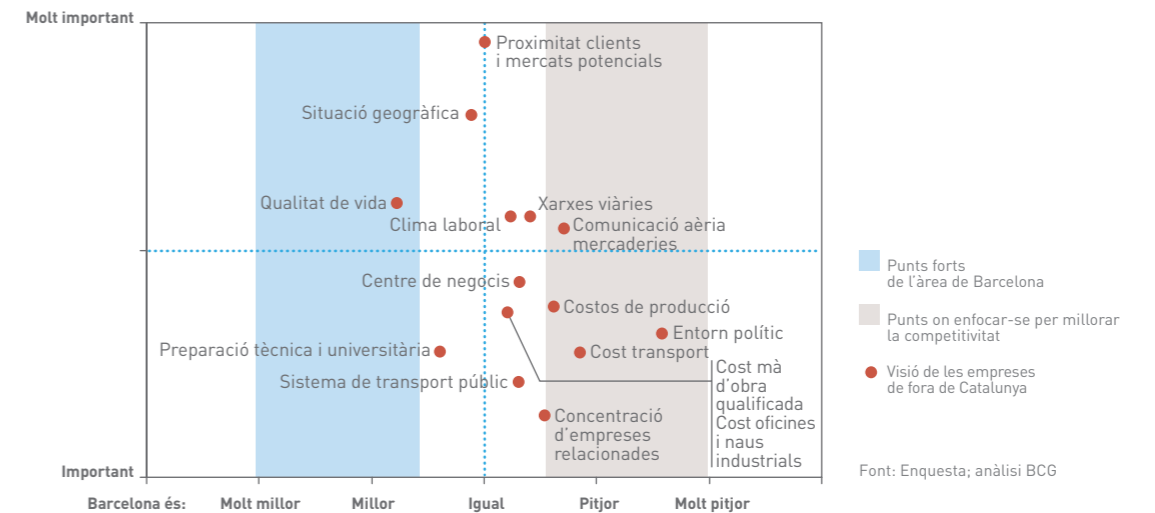 Molt important
Proximitat clients
i mercats potencials
Situació geogràfica
Qualitat de vida
Xarxes viàries
Clima laboral
Comunicació aèria
mercaderies
Centre de negocis
Costos de producció
Entorn polític
Preparació tècnica i universitària
Cost transport
Sistema de transport públic
Cost mà
d'obra
qualificada
Cost oficines
i naus
industrials
Concentració
d'empreses
relacionades
Important
Barcelona és:
Molt millor
Millor
Igual
Pitjor
Molt pitjor
Punts forts
de l'àrea de Barcelona
Punts on enfocar-se per millorar
la competitivitat
Visió de les empreses
de fora de Catalunya
Font: Enquesta; anàlisi BCG